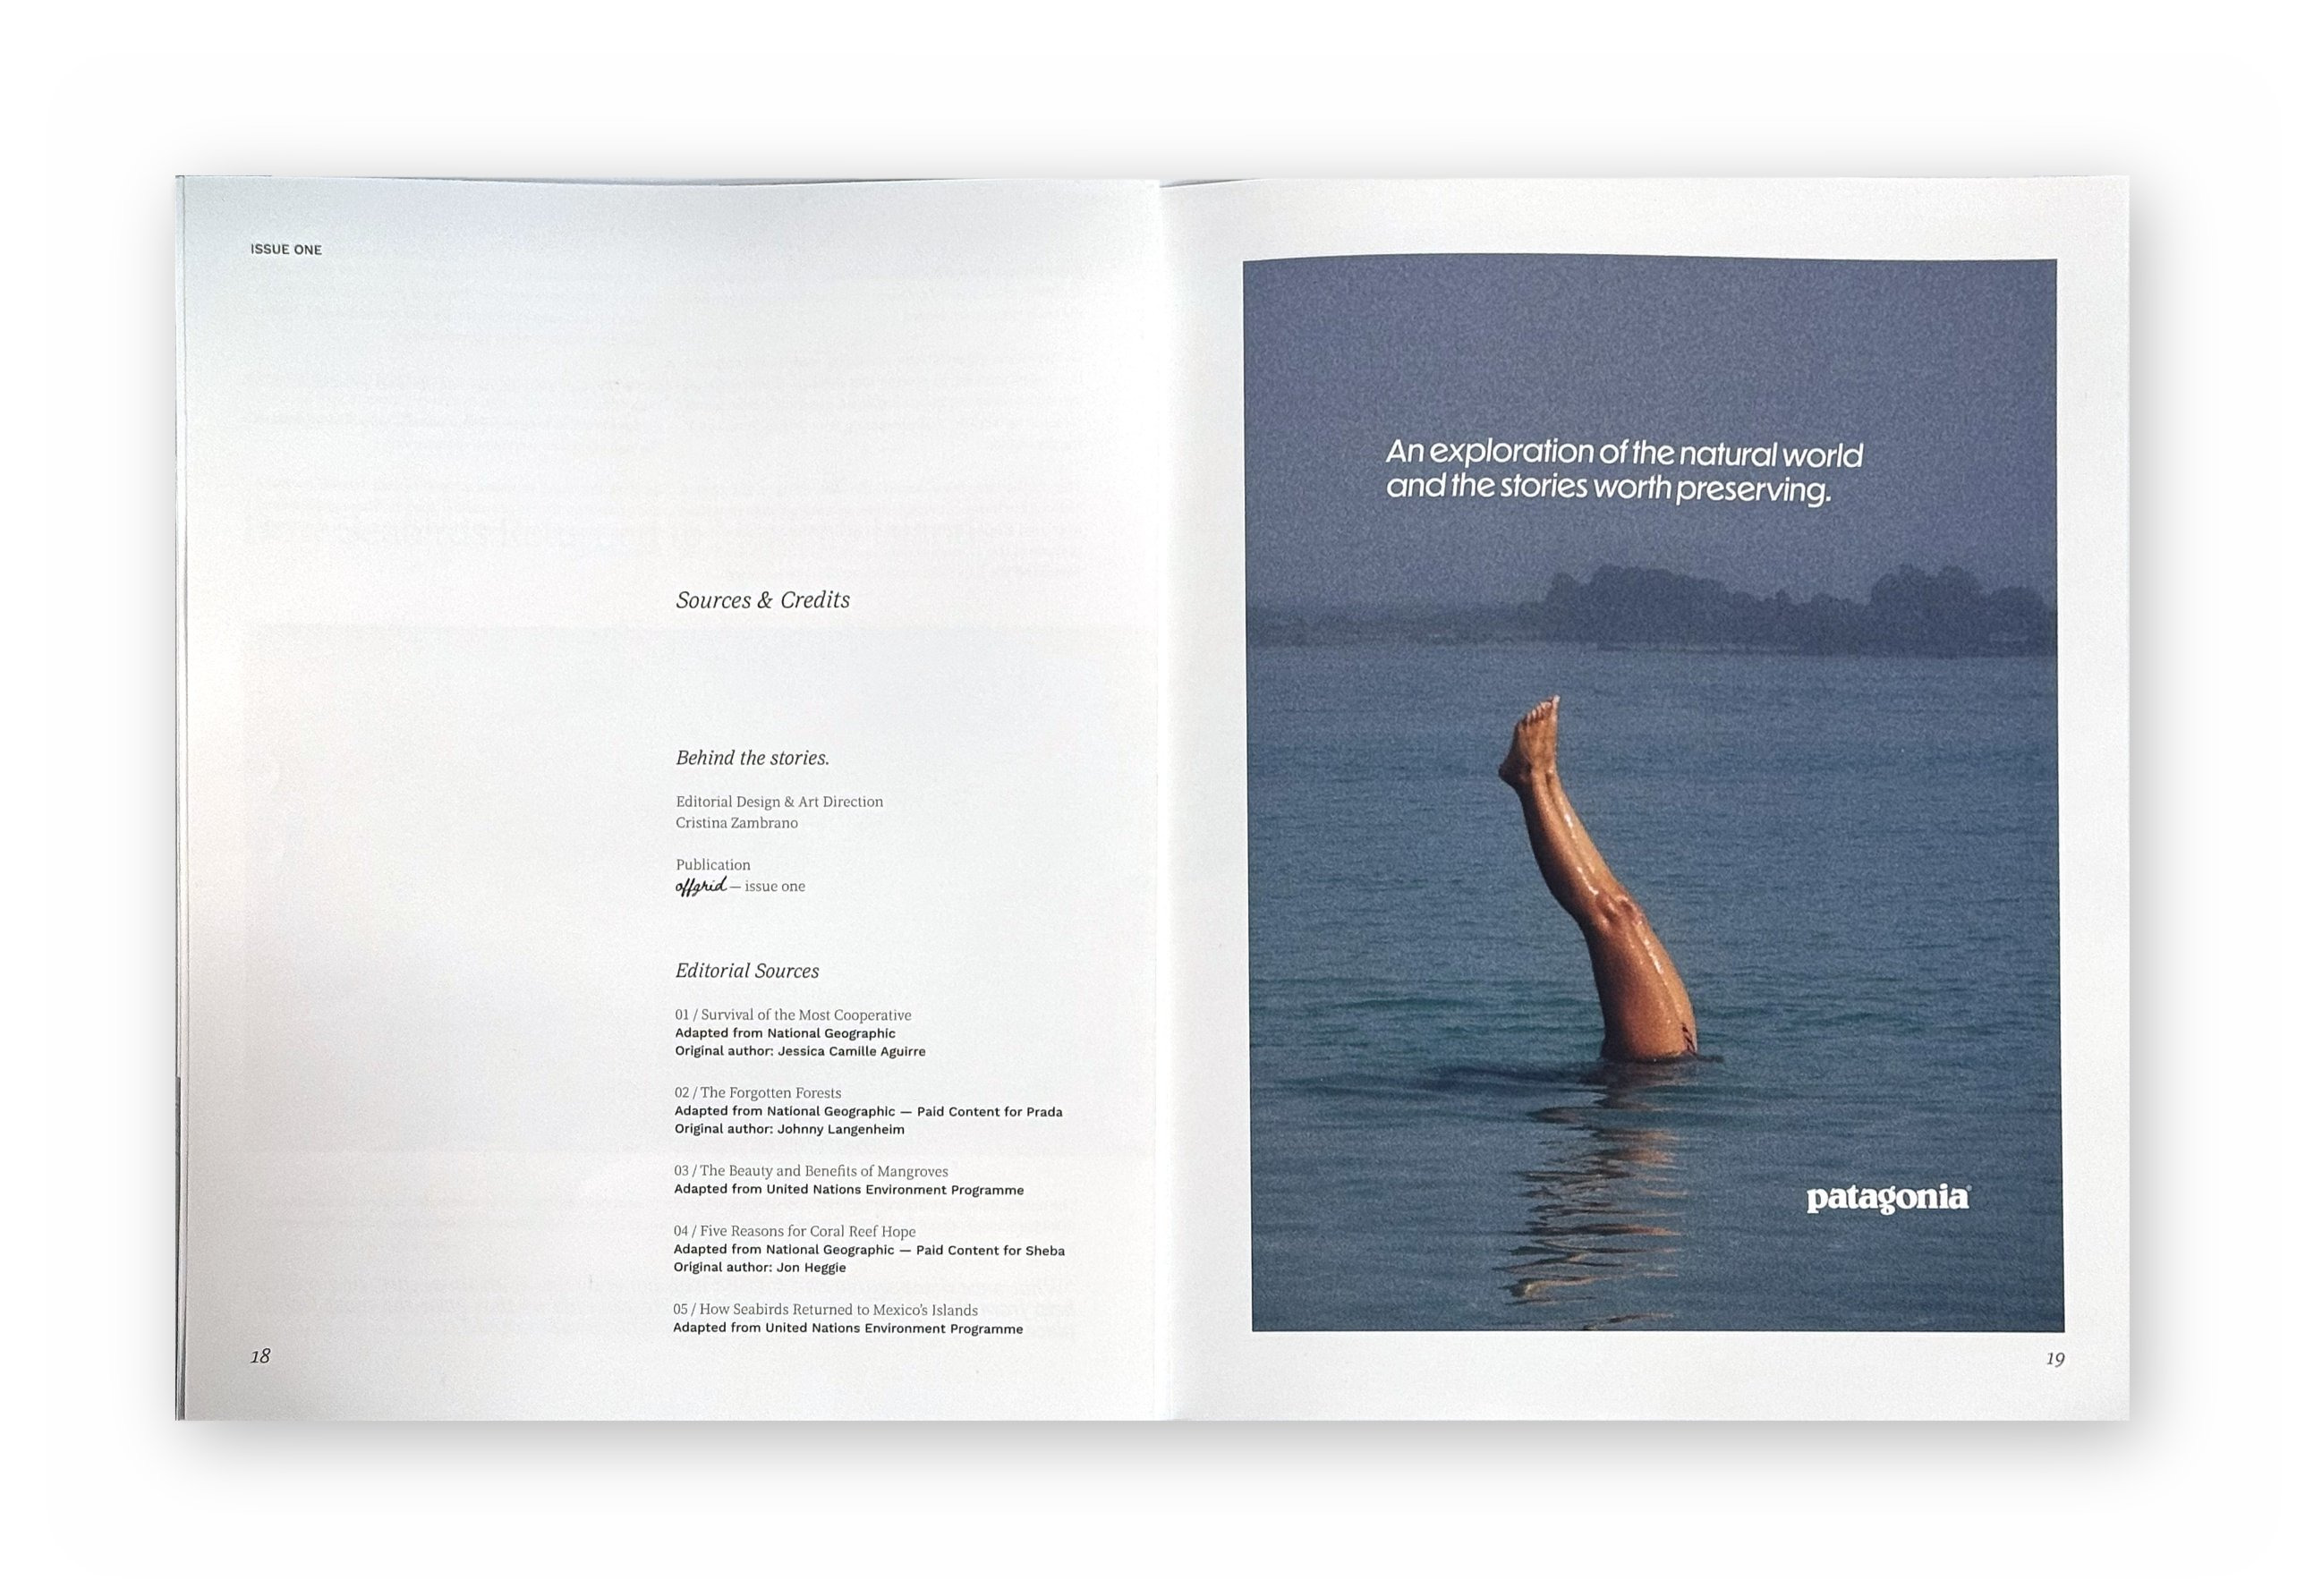 ISSUE ONE
Sources & Credits
Behind the stories.
Editorial Design & Art Direction
Cristina Zambrano
Publication
offgrid — issue one
Editorial Sources
01 / Survival of the Most Cooperative
Adapted from National Geographic
Original author: Jessica Camille Aguirre
02 / The Forgotten Forests
Adapted from National Geographic — Paid Content for Prada
Original author: Johnny Langenheim
03 / The Beauty and Benefits of Mangroves
Adapted from United Nations Environment Programme
04 / Five Reasons for Coral Reef Hope
Adapted from National Geographic — Paid Content for Sheba
Original author: Jon Heggie
05 / How Seabirds Returned to Mexico's Islands
Adapted from United Nations Environment Programme
18
An exploration of the natural world
and the stories worth preserving.
patagonia®
19